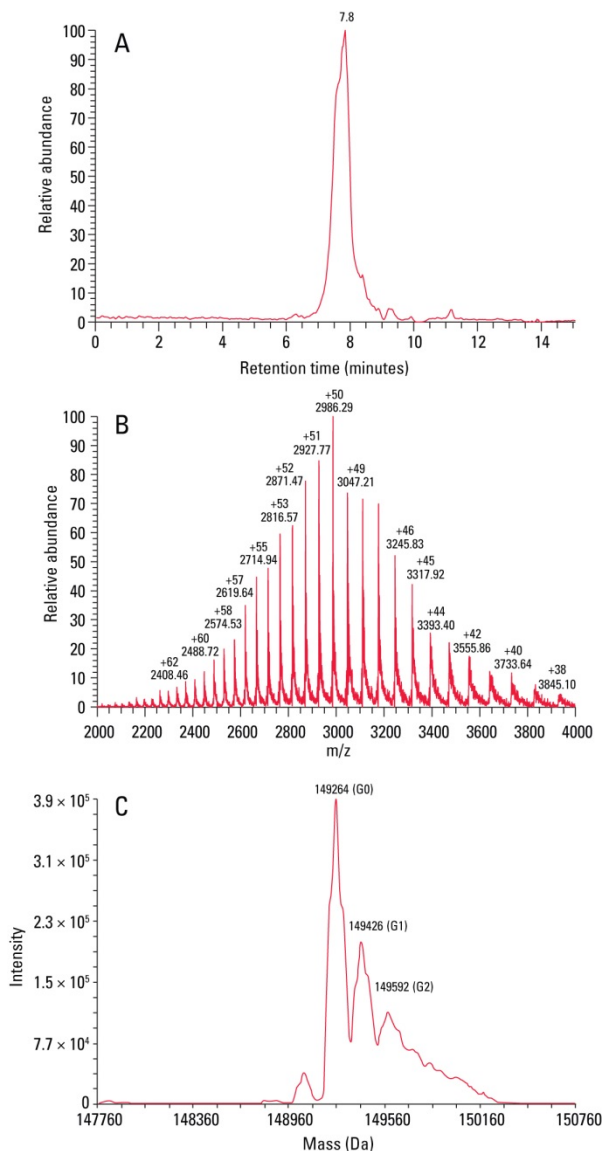 A
7.8
Relative abundance
100
90
80
70
60
50
40
30
20
10
0
0 2 4 6 8 10 12 14
Retention time (minutes)
B
+50
2986.29
+51
2927.77
+52
2871.47
+49
3047.21
+53
2816.57
+46
3245.83
+55
2714.94
+45
3317.92
+57
2619.64
+58
2574.53
+44
3393.40
+60
2488.72
+42
3555.86
+62
2408.46
+40
3733.64
+38
3845.10
Relative abundance
100
90
80
70
60
50
40
30
20
10
0
2000 2200 2400 2600 2800 3000 3200 3400 3600 3800 4000
m/z
C
149264 (G0)
149426 (G1)
149592 (G2)
Intensity
3.9 × 10⁵
3.1 × 10⁵
2.3 × 10⁵
1.5 × 10⁵
7.7 × 10⁴
0
147760 148360 148960 149560 150160 150760
Mass (Da)